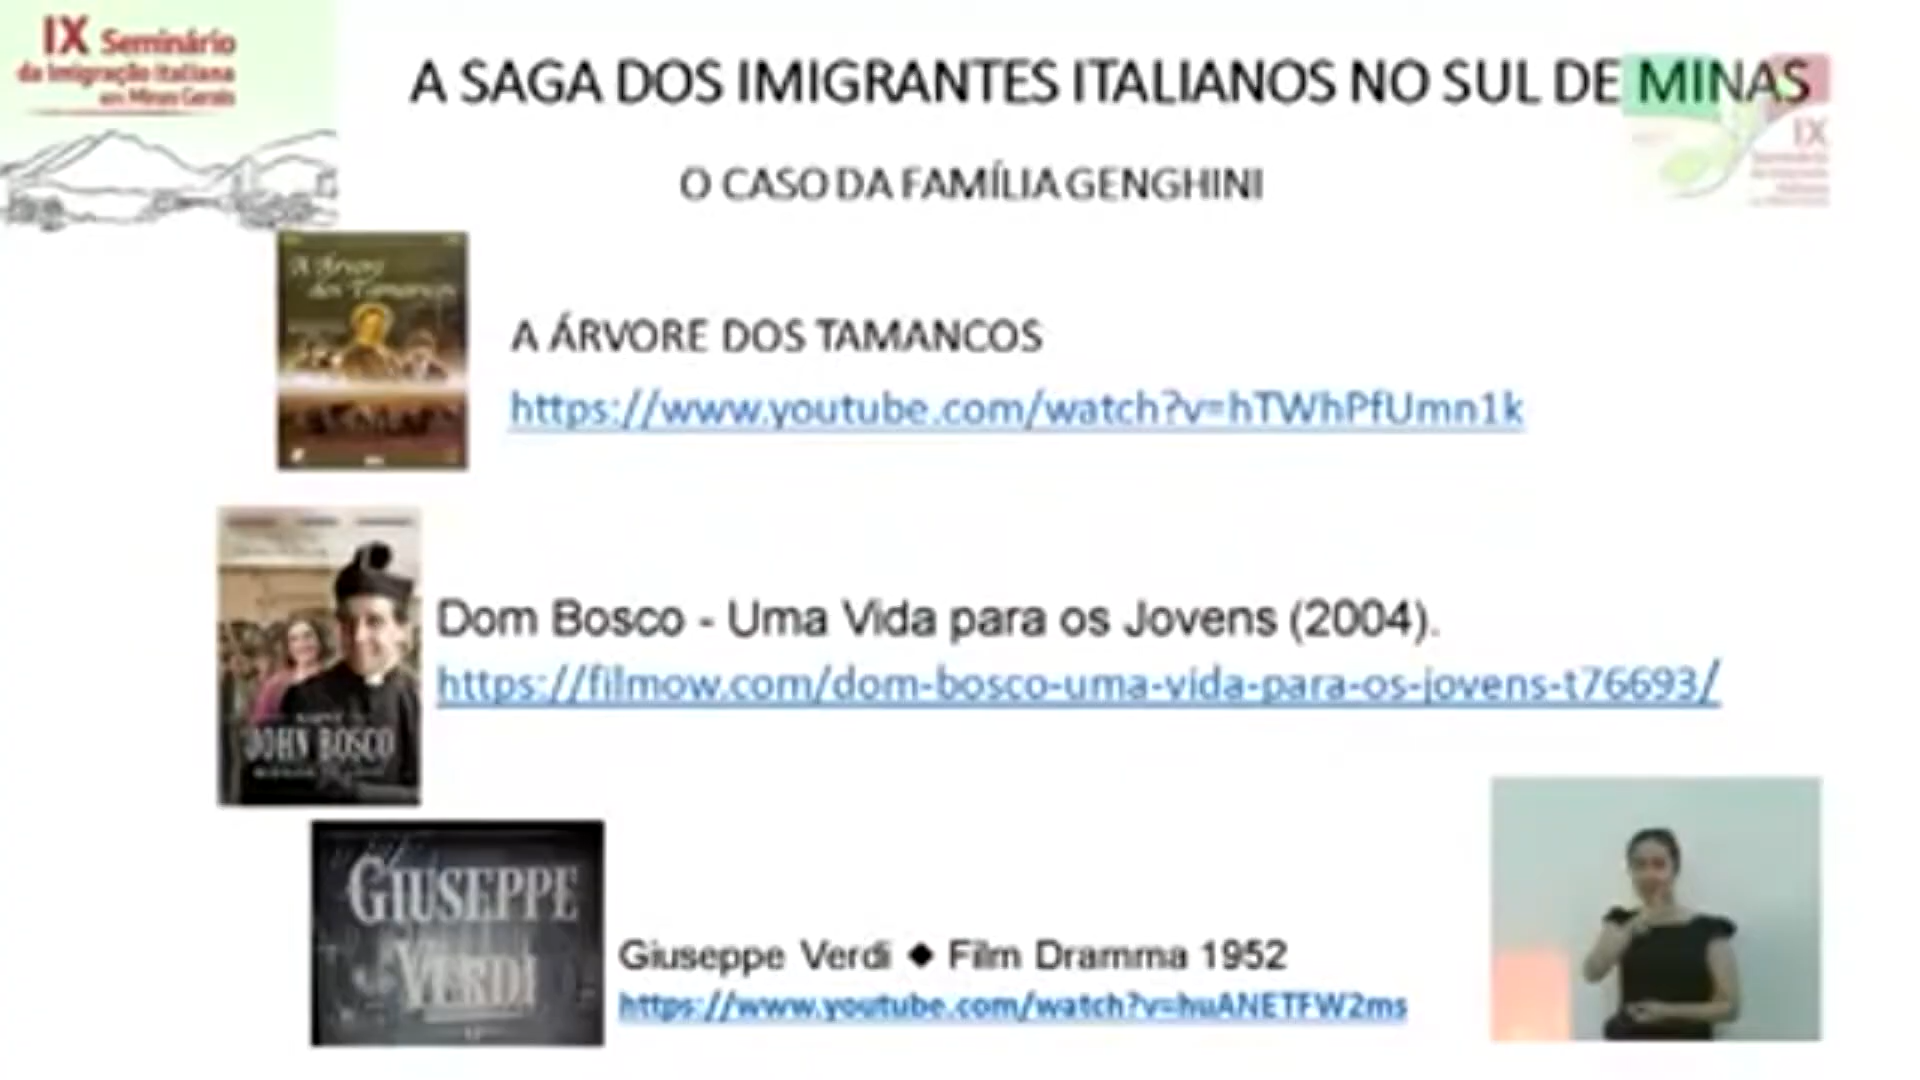 IX Seminário
da Imigração Italiana
em Minas Gerais
A SAGA DOS IMIGRANTES ITALIANOS NO SUL DE MINAS
IX
O CASO DA FAMÍLIA GENGHINI
A Árvore
dos Tamancos
A ÁRVORE DOS TAMANCOS
https://www.youtube.com/watch?v=hTWhPfUmn1k
JOHN BOSCO
Dom Bosco - Uma Vida para os Jovens (2004).
https://filmow.com/dom-bosco-uma-vida-para-os-jovens-t76693/
GIUSEPPE
VERDI
Giuseppe Verdi ◆ Film Dramma 1952
https://www.youtube.com/watch?v=huANETFW2ms